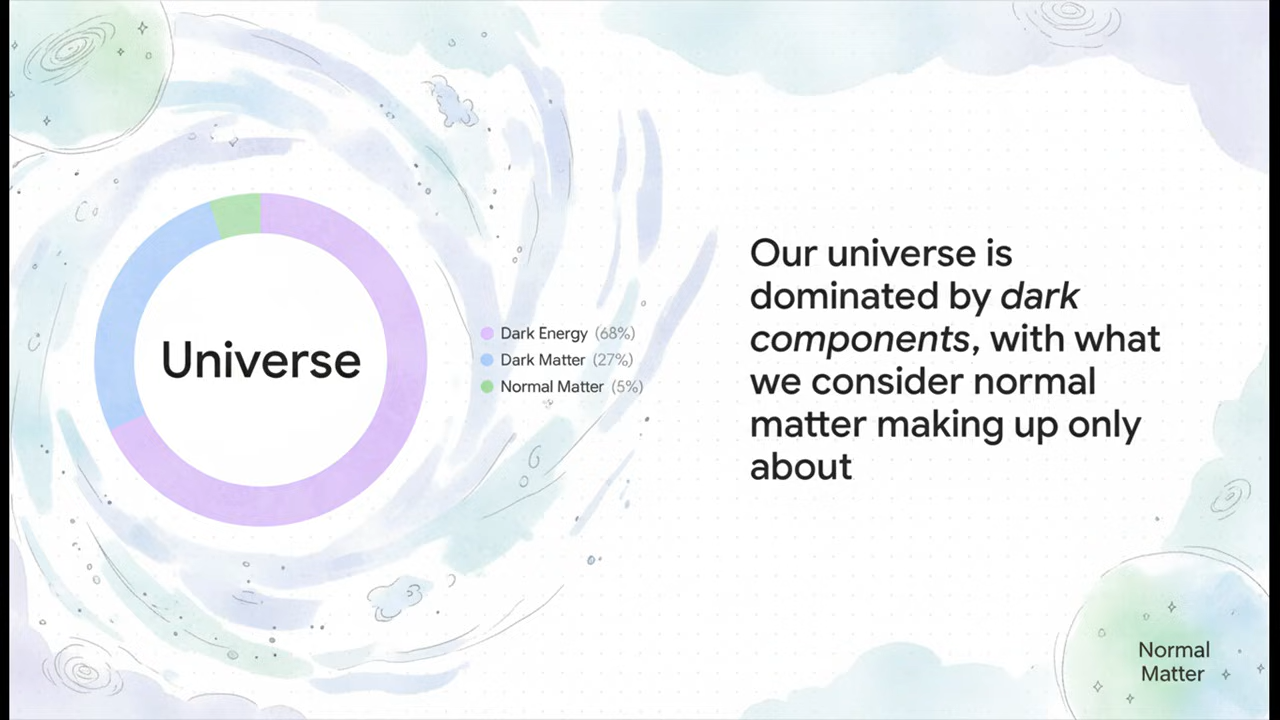 Universe
Dark Energy (68%)
Dark Matter (27%)
Normal Matter (5%)
Our universe is
dominated by dark
components, with what
we consider normal
matter making up only
about
Normal
Matter